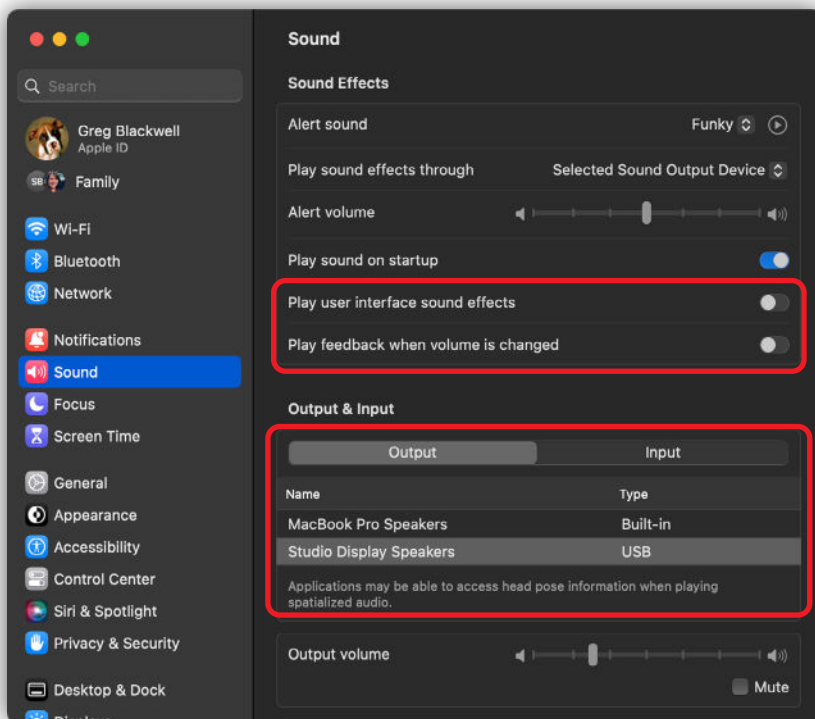 Search
Greg Blackwell
Apple ID
SB
Family
Wi-Fi
Bluetooth
Network
Notifications
Sound
Focus
Screen Time
General
Appearance
Accessibility
Control Center
Siri & Spotlight
Privacy & Security
Desktop & Dock
Displays
Sound
Sound Effects
Alert sound Funky
Play sound effects through Selected Sound Output Device
Alert volume
Play sound on startup
Play user interface sound effects
Play feedback when volume is changed
Output & Input
Output Input
Name Type
MacBook Pro Speakers Built-in
Studio Display Speakers USB
Applications may be able to access head pose information when playing
spatialized audio.
Output volume
Mute